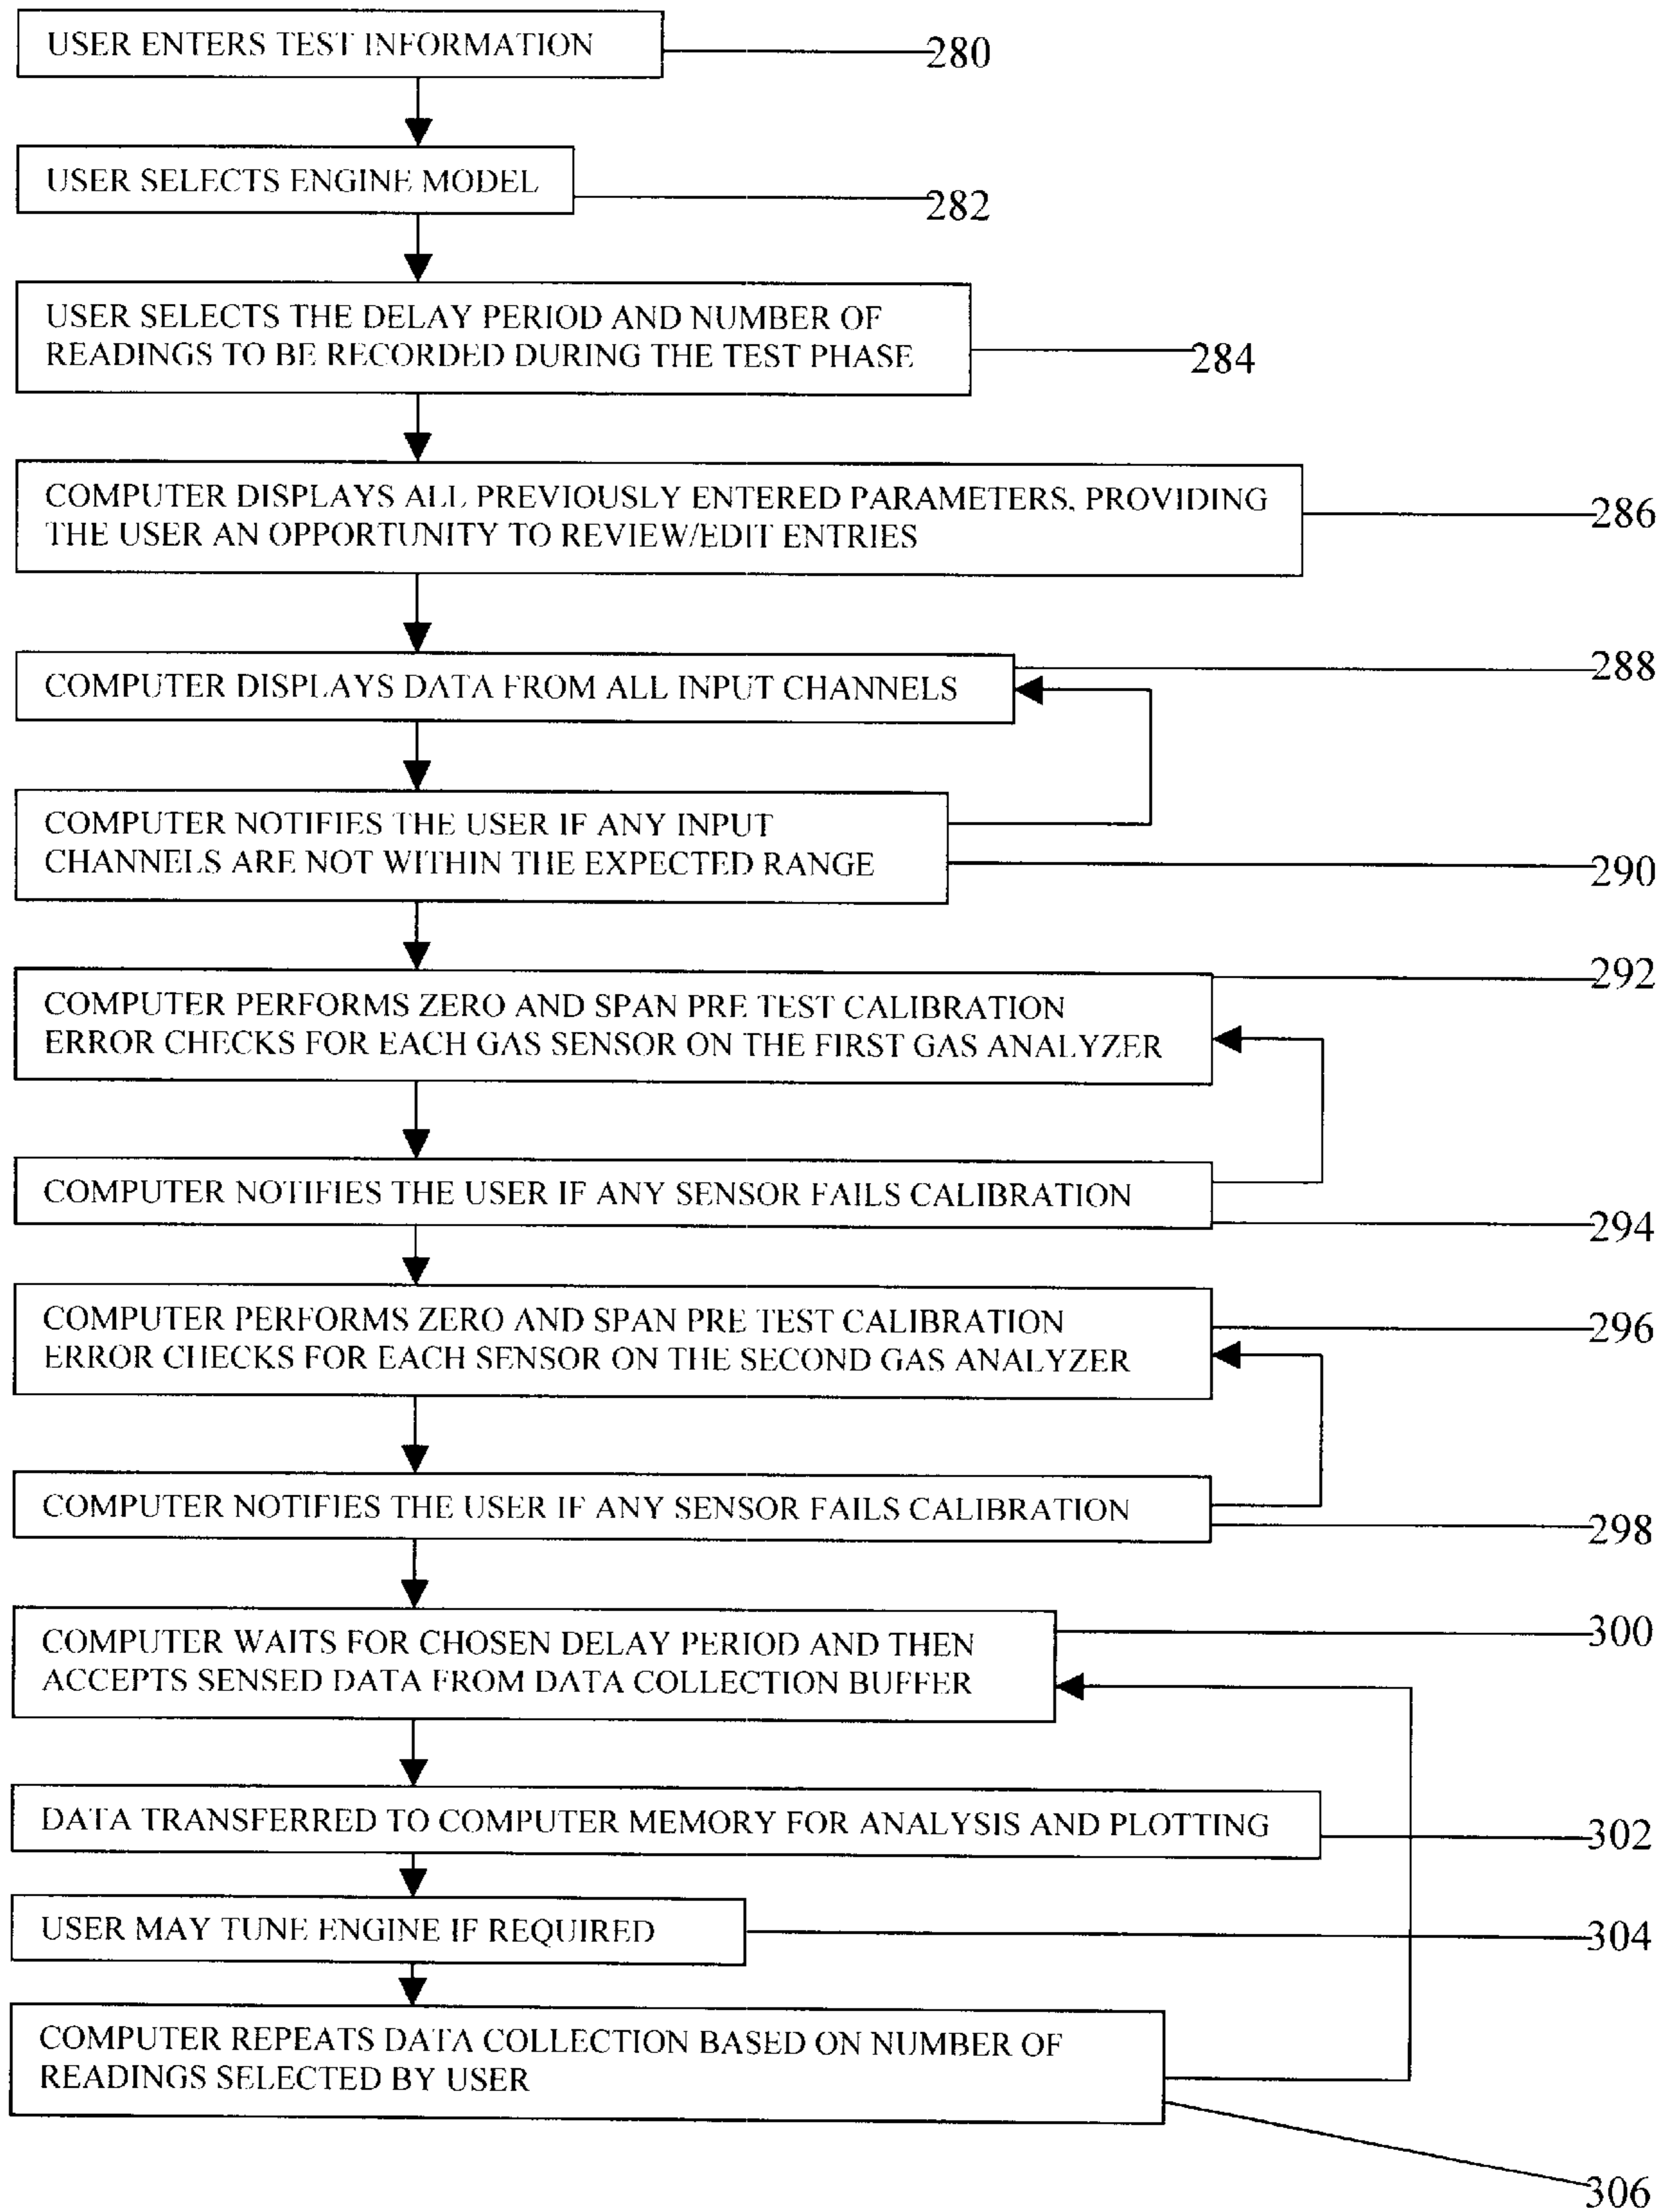 USER ENTERS TEST INFORMATION
280
USER SELECTS ENGINE MODEL
282
USER SELECTS THE DELAY PERIOD AND NUMBER OF
READINGS TO BE RECORDED DURING THE TEST PHASE
284
COMPUTER DISPLAYS ALL PREVIOUSLY ENTERED PARAMETERS, PROVIDING
THE USER AN OPPORTUNITY TO REVIEW/EDIT ENTRIES
286
COMPUTER DISPLAYS DATA FROM ALL INPUT CHANNELS
288
COMPUTER NOTIFIES THE USER IF ANY INPUT
CHANNELS ARE NOT WITHIN THE EXPECTED RANGE
290
COMPUTER PERFORMS ZERO AND SPAN PRE TEST CALIBRATION
ERROR CHECKS FOR EACH GAS SENSOR ON THE FIRST GAS ANALYZER
292
COMPUTER NOTIFIES THE USER IF ANY SENSOR FAILS CALIBRATION
294
COMPUTER PERFORMS ZERO AND SPAN PRE TEST CALIBRATION
ERROR CHECKS FOR EACH SENSOR ON THE SECOND GAS ANALYZER
296
COMPUTER NOTIFIES THE USER IF ANY SENSOR FAILS CALIBRATION
298
COMPUTER WAITS FOR CHOSEN DELAY PERIOD AND THEN
ACCEPTS SENSED DATA FROM DATA COLLECTION BUFFER
300
DATA TRANSFERRED TO COMPUTER MEMORY FOR ANALYSIS AND PLOTTING
302
USER MAY TUNE ENGINE IF REQUIRED
304
COMPUTER REPEATS DATA COLLECTION BASED ON NUMBER OF
READINGS SELECTED BY USER
306